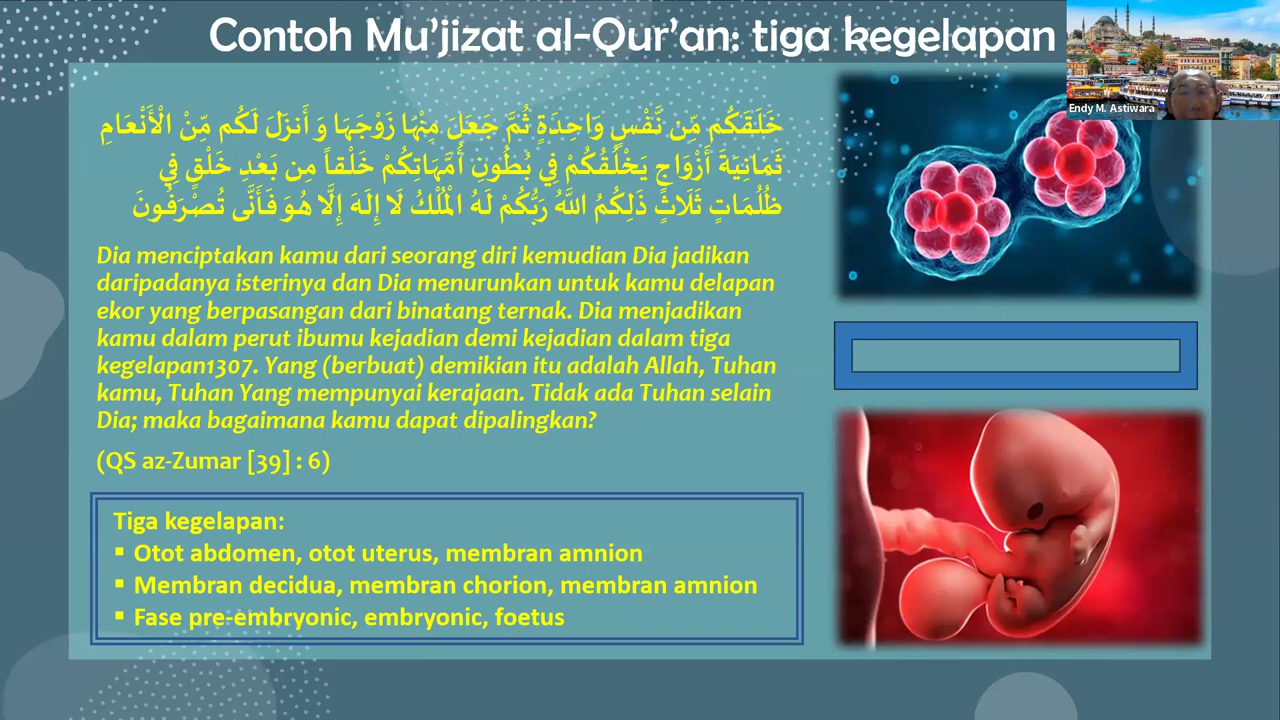 Contoh Mu’jizat al-Qur’an: tiga kegelapan
Endy M. Astiwara
خَلَقَكُم مِّن نَّفْسٍ وَاحِدَةٍ ثُمَّ جَعَلَ مِنْهَا زَوْجَهَا وَ أَنزَلَ لَكُم مِّنْ الْأَنْعَامِ
ثَمَانِيَةَ أَزْوَاجٍ يَخْلُقُكُمْ فِي بُطُونِ أُمَّهَاتِكُمْ خَلْقاً مِن بَعْدِ خَلْقٍ فِي
ظُلُمَاتٍ ثَلَاثٍ ذَلِكُمُ اللَّهُ رَبُّكُمْ لَهُ الْمُلْكُ لَا إِلَهَ إِلَّا هُوَ فَأَنَّى تُصْرَفُونَ
Dia menciptakan kamu dari seorang diri kemudian Dia jadikan
daripadanya isterinya dan Dia menurunkan untuk kamu delapan
ekor yang berpasangan dari binatang ternak. Dia menjadikan
kamu dalam perut ibumu kejadian demi kejadian dalam tiga
kegelapan1307. Yang (berbuat) demikian itu adalah Allah, Tuhan
kamu, Tuhan Yang mempunyai kerajaan. Tidak ada Tuhan selain
Dia; maka bagaimana kamu dapat dipalingkan?
(QS az-Zumar [39] : 6)
Tiga kegelapan:
▪ Otot abdomen, otot uterus, membran amnion
▪ Membran decidua, membran chorion, membran amnion
▪ Fase pre-embryonic, embryonic, foetus